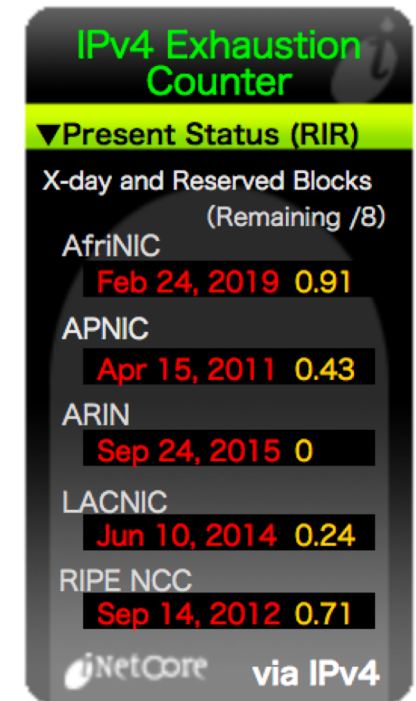 IPv4 Exhaustion
Counter
▼Present Status (RIR)
X-day and Reserved Blocks
(Remaining /8)
AfriNIC
Feb 24, 2019 0.91
APNIC
Apr 15, 2011 0.43
ARIN
Sep 24, 2015 0
LACNIC
Jun 10, 2014 0.24
RIPE NCC
Sep 14, 2012 0.71
iNetCore via IPv4